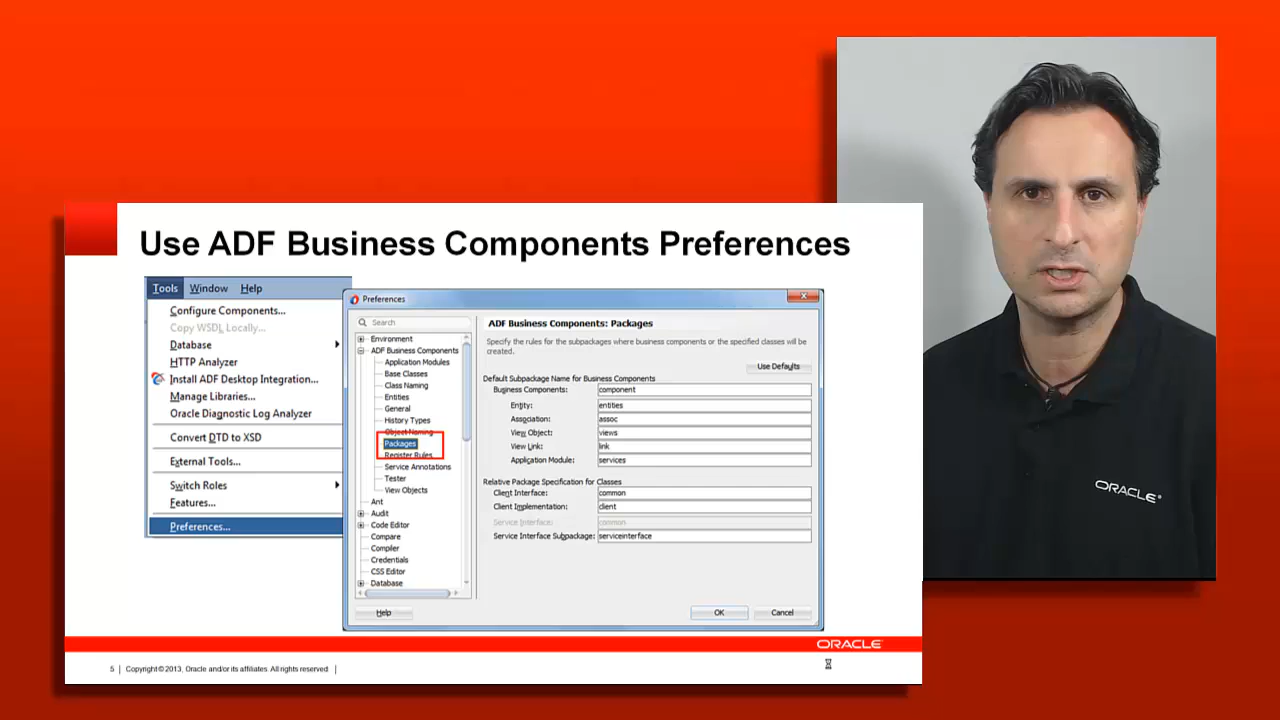 Use ADF Business Components Preferences
Tools Window Help
Configure Components...
Copy WSDL Locally...
Database
HTTP Analyzer
Install ADF Desktop Integration...
Manage Libraries...
Oracle Diagnostic Log Analyzer
Convert DTD to XSD
External Tools...
Switch Roles
Features...
Preferences...
Preferences
Search
Environment
ADF Business Components
Application Modules
Base Classes
Class Naming
Entities
General
History Types
Object Naming
Packages
Register Rules
Service Annotations
Tester
View Objects
Ant
Audit
Code Editor
Compare
Compiler
Credentials
CSS Editor
Database
Help
ADF Business Components: Packages
Specify the rules for the subpackages where business components or the specified classes will be
created.
Use Defaults
Default Subpackage Name for Business Components
Business Components: component
Entity: entities
Association: assoc
View Object: views
View Link: link
Application Module: services
Relative Package Specification for Classes
Client Interface: common
Client Implementation: client
Service Interface: common
Service Interface Subpackage: serviceinterface
OK Cancel
ORACLE
5 | Copyright © 2013, Oracle and/or its affiliates. All rights reserved. |
ORACLE®